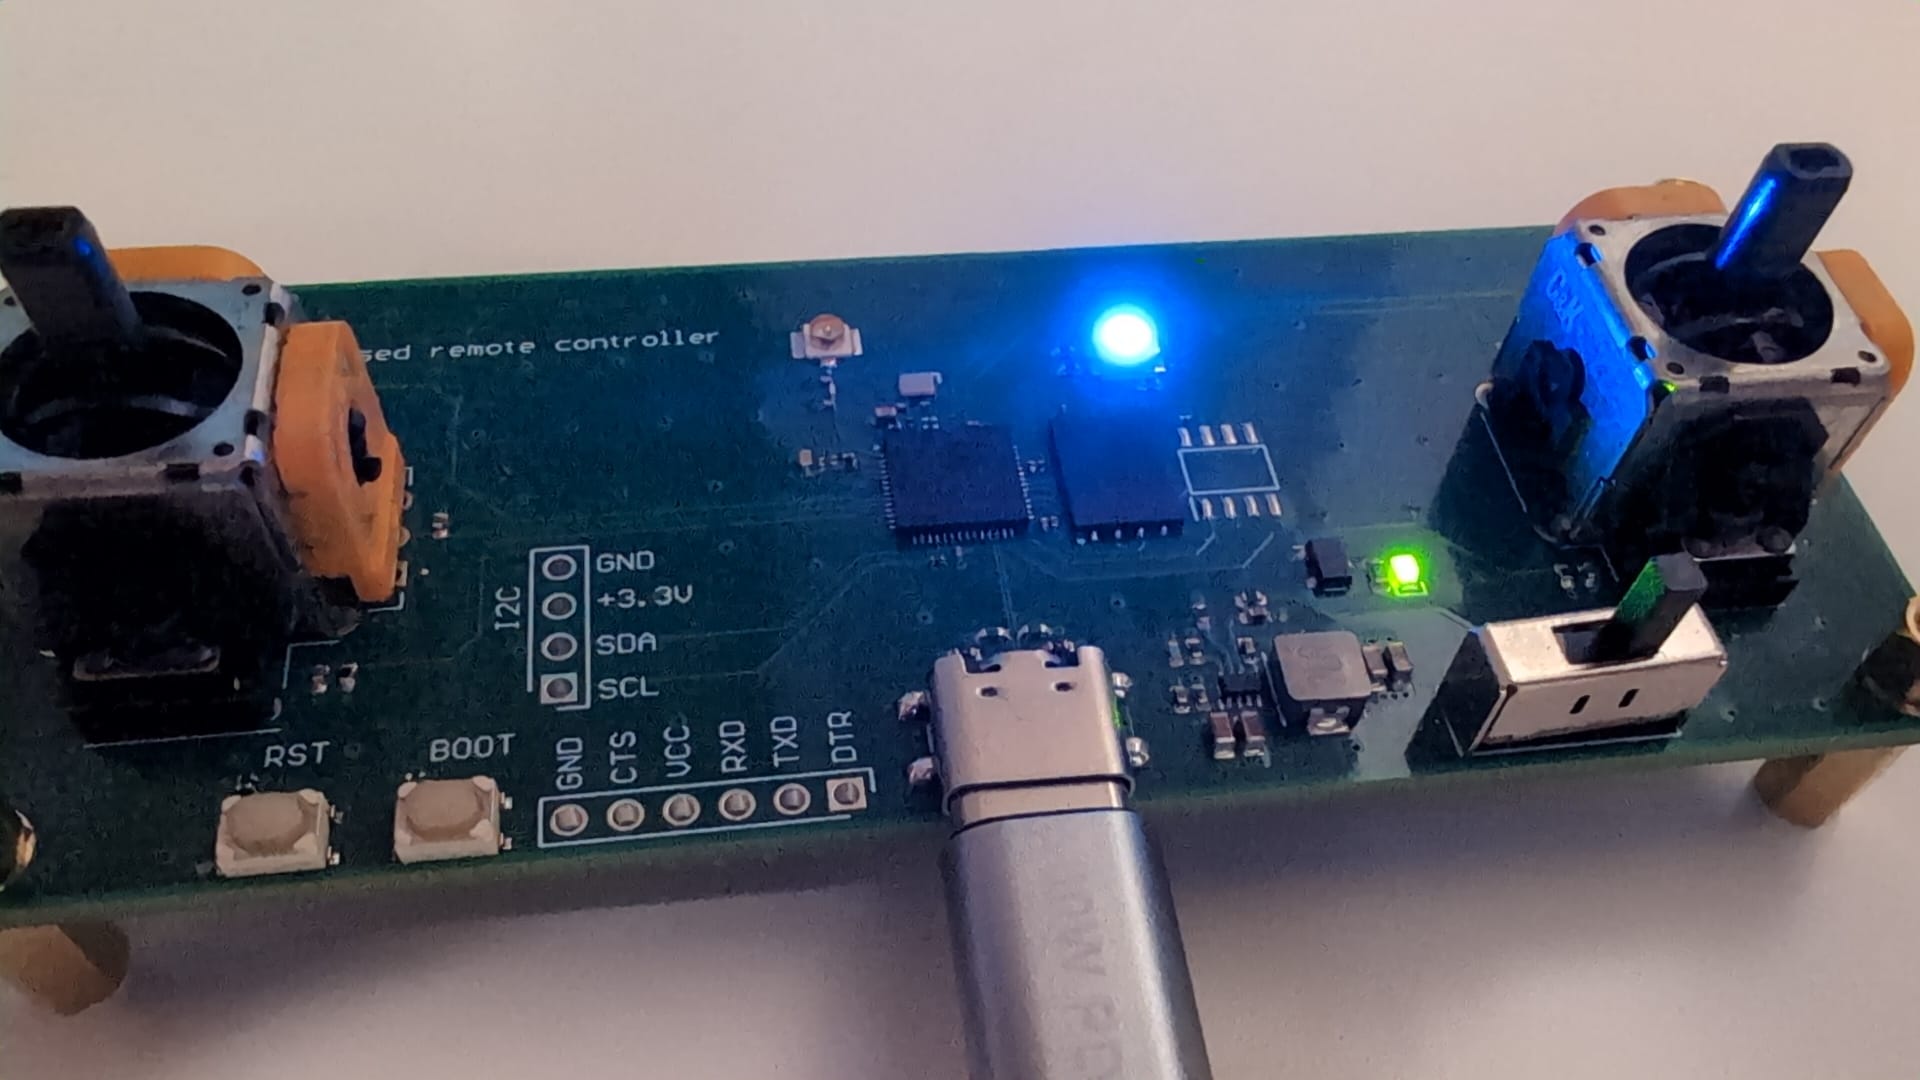 sed remote controller
C&K
I2C
GND
+3.3V
SDA
SCL
RST
BOOT
GND
CTS
VCC
RXD
TXD
DTR